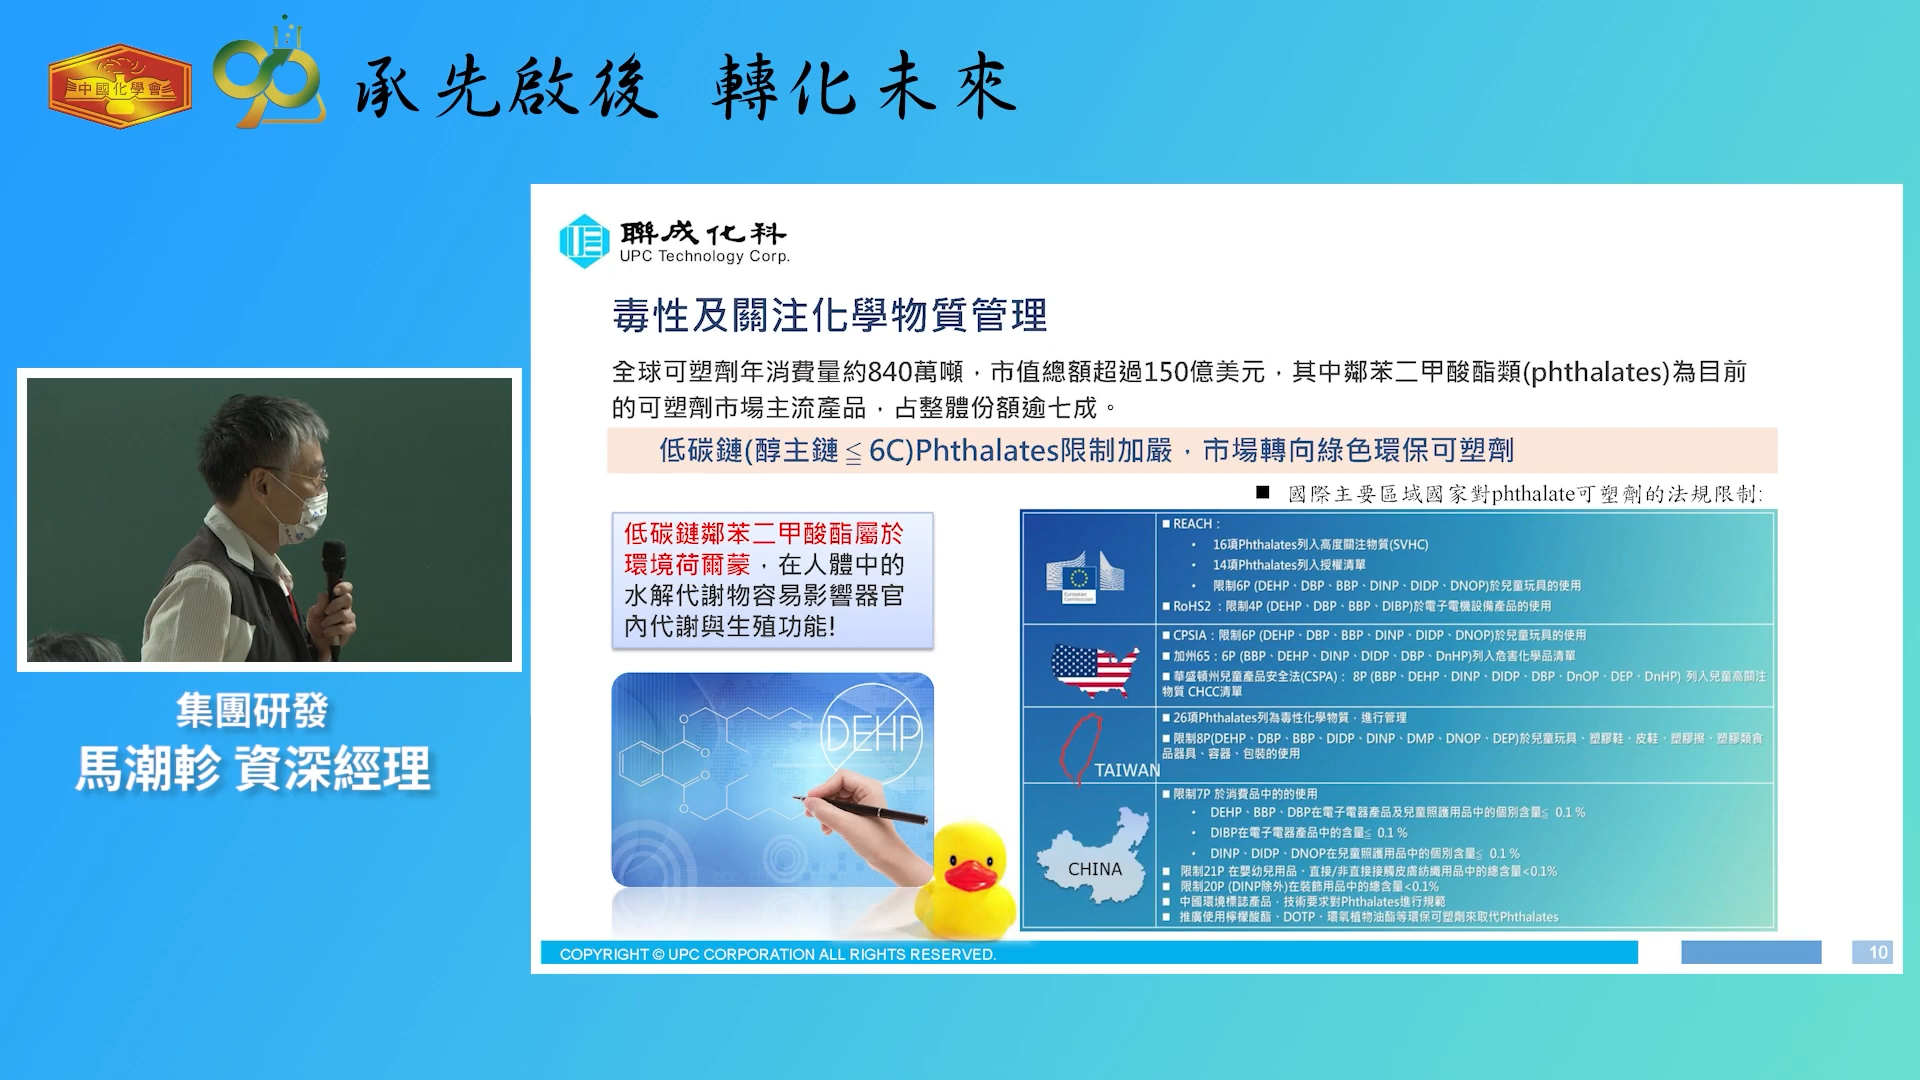 中國化學會
90
承先啟後 轉化未來
聯成化科
UPC Technology Corp.
毒性及關注化學物質管理
全球可塑劑年消費量約840萬噸，市值總額超過150億美元，其中鄰苯二甲酸酯類(phthalates)為目前
的可塑劑市場主流產品，占整體份額逾七成。
低碳鏈(醇主鏈≦6C)Phthalates限制加嚴，市場轉向綠色環保可塑劑
■ 國際主要區域國家對phthalate可塑劑的法規限制:
低碳鏈鄰苯二甲酸酯屬於
環境荷爾蒙，在人體中的
水解代謝物容易影響器官
內代謝與生殖功能!
DEHP
European
Commission
■ REACH：
• 16項Phthalates列入高度關注物質(SVHC)
• 14項Phthalates列入授權清單
• 限制6P (DEHP、DBP、BBP、DINP、DIDP、DNOP)於兒童玩具的使用
■ RoHS2 ：限制4P (DEHP、DBP、BBP、DIBP)於電子電機設備產品的使用
■ CPSIA：限制6P (DEHP、DBP、BBP、DINP、DIDP、DNOP)於兒童玩具的使用
■ 加州65：6P (BBP、DEHP、DINP、DIDP、DBP、DnHP)列入危害化學品清單
■ 華盛頓州兒童產品安全法(CSPA)： 8P (BBP、DEHP、DINP、DIDP、DBP、DnOP、DEP、DnHP) 列入兒童高關注
物質 CHCC清單
TAIWAN
■ 26項Phthalates列為毒性化學物質，進行管理
■ 限制8P(DEHP、DBP、BBP、DIDP、DINP、DMP、DNOP、DEP)於兒童玩具、塑膠鞋、皮鞋、塑膠擦、塑膠類食
品器具、容器、包裝的使用
CHINA
■ 限制7P 於消費品中的的使用
• DEHP、BBP、DBP在電子電器產品及兒童照護用品中的個別含量≦ 0.1 %
• DIBP在電子電器產品中的含量≦ 0.1 %
• DINP、DIDP、DNOP在兒童照護用品中的個別含量≦ 0.1 %
■ 限制21P 在嬰幼兒用品、直接/非直接接觸皮膚紡織用品中的總含量<0.1%
■ 限制20P (DINP除外)在裝飾用品中的總含量<0.1%
■ 中國環境標誌產品，技術要求對Phthalates進行規範
■ 推廣使用檸檬酸酯、DOTP、環氧植物油酯等環保可塑劑來取代Phthalates
COPYRIGHT © UPC CORPORATION ALL RIGHTS RESERVED.
10
集團研發
馬潮軫 資深經理